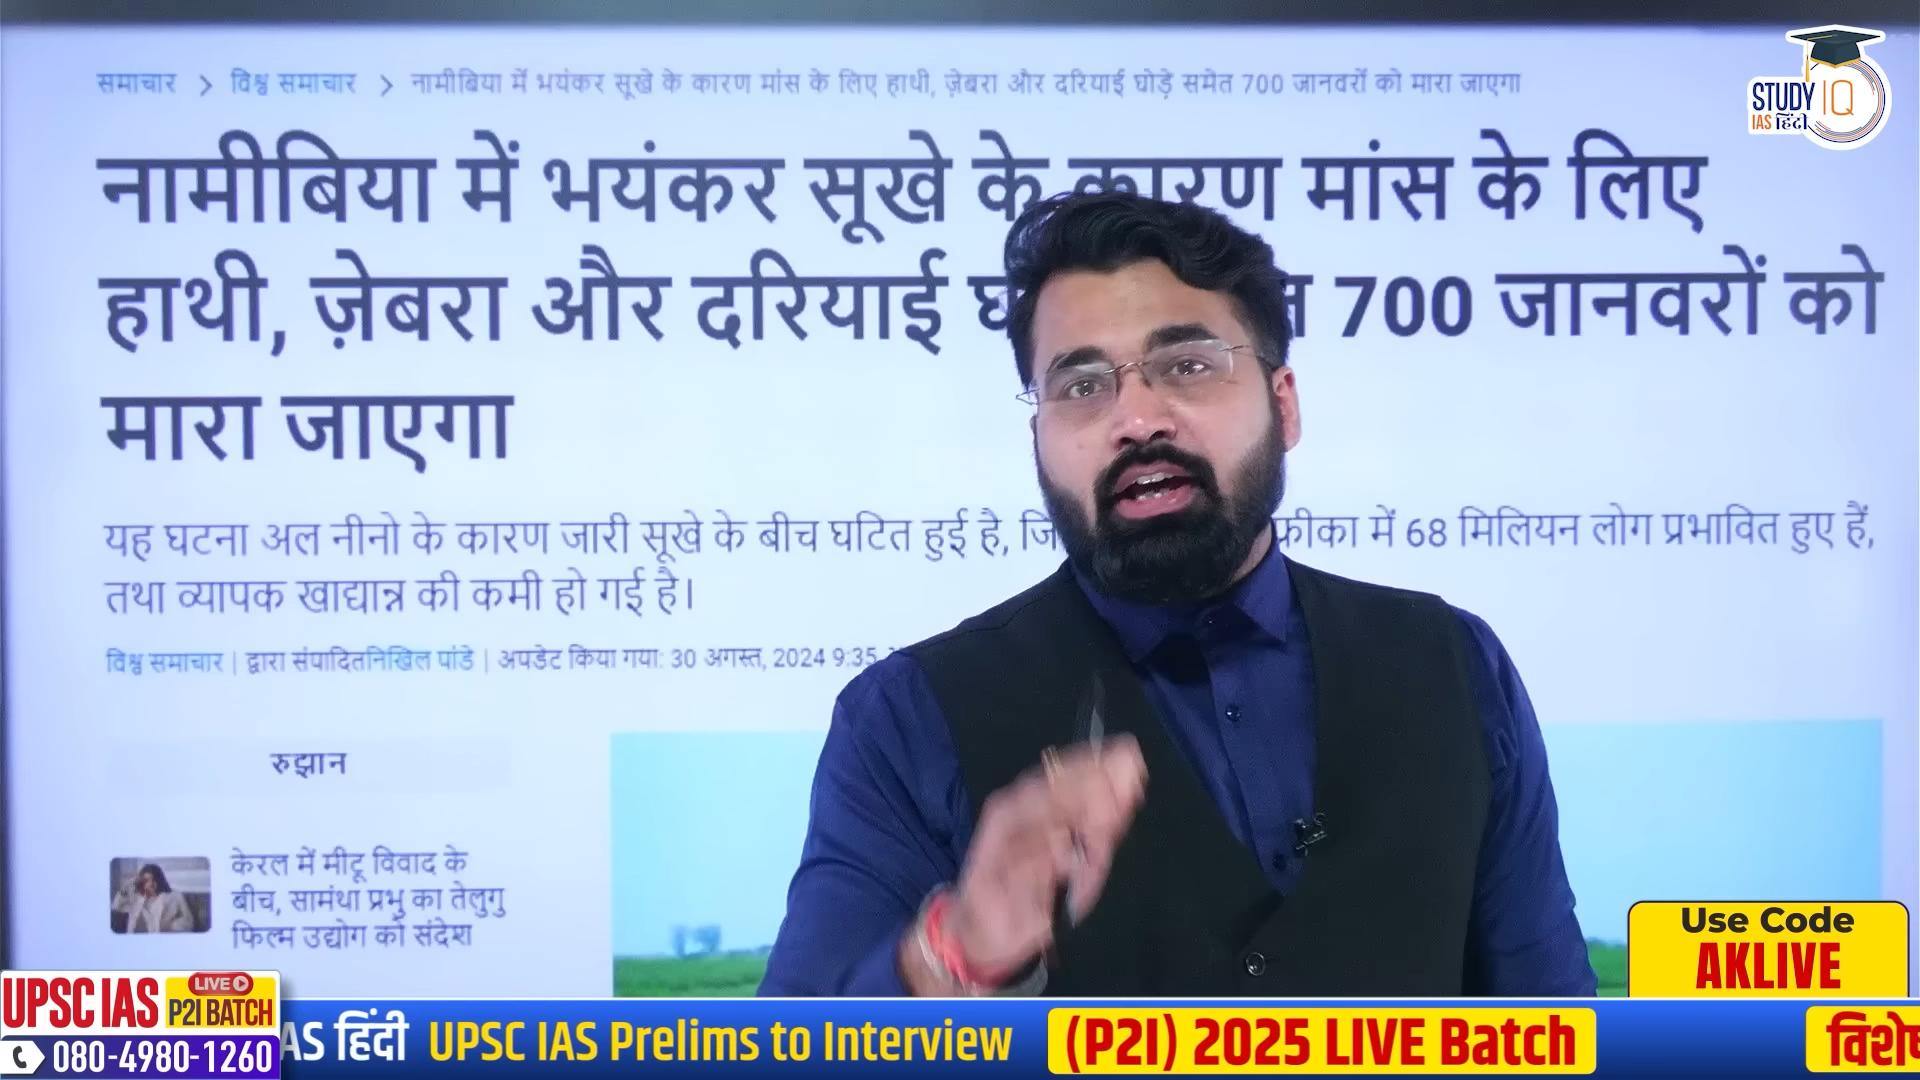 समाचार > विश्व समाचार > नामीबिया में भयंकर सूखे के कारण मांस के लिए हाथी, ज़ेबरा और दरियाई घोड़े समेत 700 जानवरों को मारा जाएगा
STUDY IQ
IAS हिंदी
नामीबिया में भयंकर सूखे के कारण मांस के लिए
हाथी, ज़ेबरा और दरियाई 700 जानवरों को
मारा जाएगा
यह घटना अल नीनो के कारण जारी सूखे के बीच घटित हुई है, में 68 मिलियन लोग प्रभावित हुए हैं,
तथा व्यापक खाद्यान्न की कमी हो गई है।
विश्व समाचार | द्वारा संपादितनिखिल पांडे | अपडेट किया गया: 30 अगस्त, 2024 9:35
रुझान
केरल में मीटू विवाद के
बीच, सामंथा प्रभु का तेलुगु
फिल्म उद्योग को संदेश
Use Code
AKLIVE
UPSC IAS LIVE P2I BATCH
080-4980-1260
AS हिंदी UPSC IAS Prelims to Interview (P2I) 2025 LIVE Batch